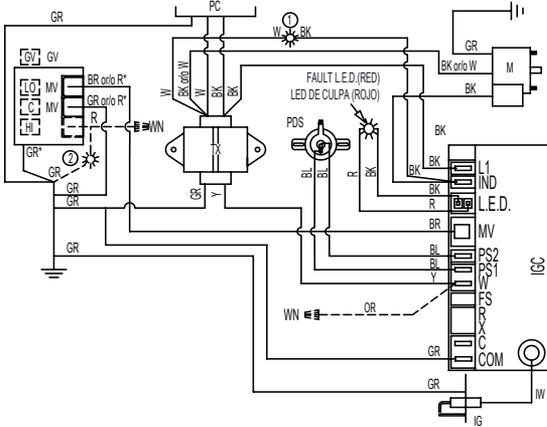 PC
GR
1
W
BK
GR
GV
GV
BR or/o R*
LO
MV
GR or/o R*
C
MV
R
HI
WN
GR*
2
GR
GR
GR
GR
W
BK or/o W
W
BK
BK
TX
GR
Y
FAULT L.E.D.(RED)
LED DE CULPA (ROJO)
PDS
BL
BL
R
BK
GR
BK or/o W
M
BK
BK
BK
L1
BK
IND
BK
R
L.E.D.
BR
MV
BL
PS2
BL
PS1
Y
W
FS
R
X
C
GR
COM
IGC
WN
OR
GR
IW
IG